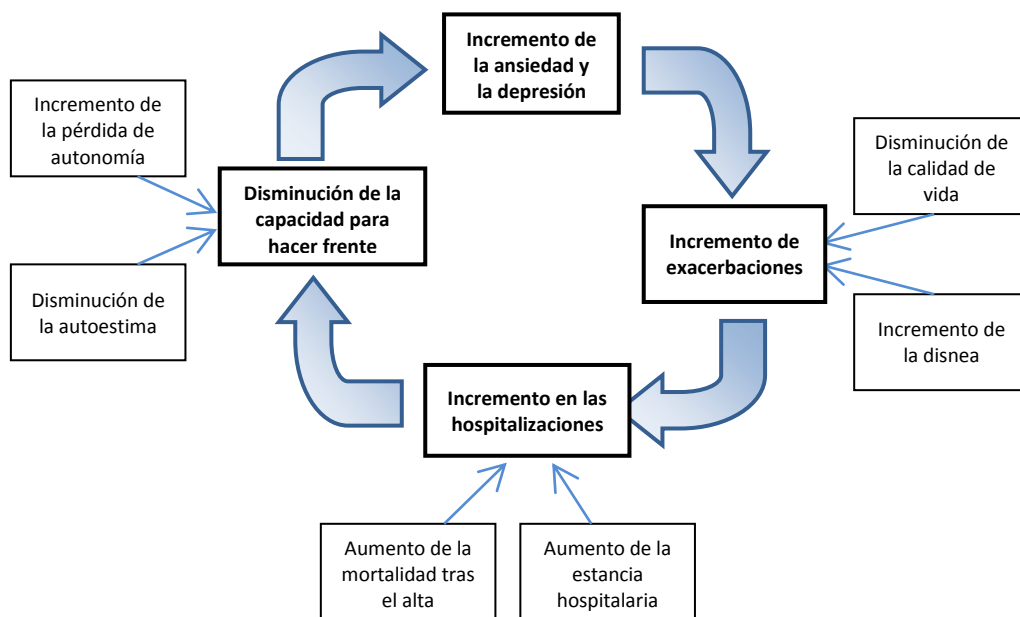 Incremento de
la ansiedad y
la depresión
Incremento de
la pérdida de
autonomía
Disminución de
la calidad de
vida
Disminución de la
capacidad para
hacer frente
Incremento de
exacerbaciones
Disminución de
la autoestima
Incremento de
la disnea
Incremento en las
hospitalizaciones
Aumento de la
mortalidad tras
el alta
Aumento de la
estancia
hospitalaria